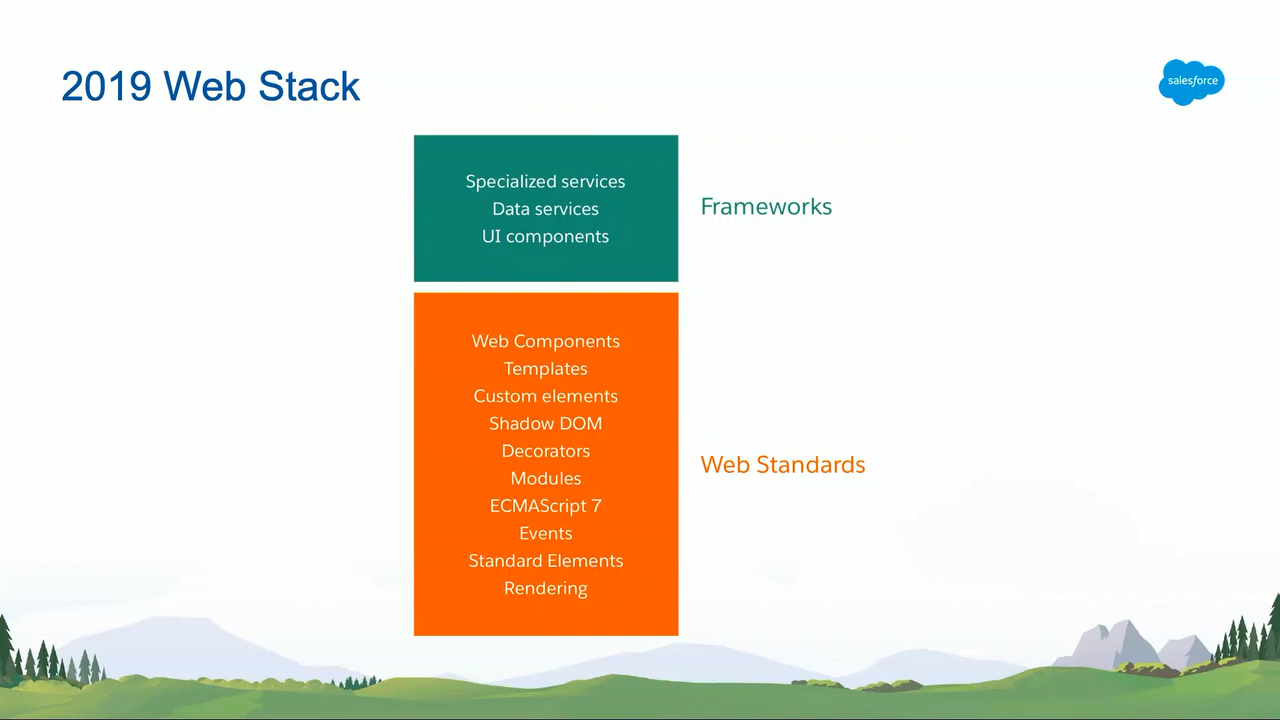 2019 Web Stack
salesforce
Specialized services
Data services
UI components
Frameworks
Web Components
Templates
Custom elements
Shadow DOM
Decorators
Modules
ECMAScript 7
Events
Standard Elements
Rendering
Web Standards